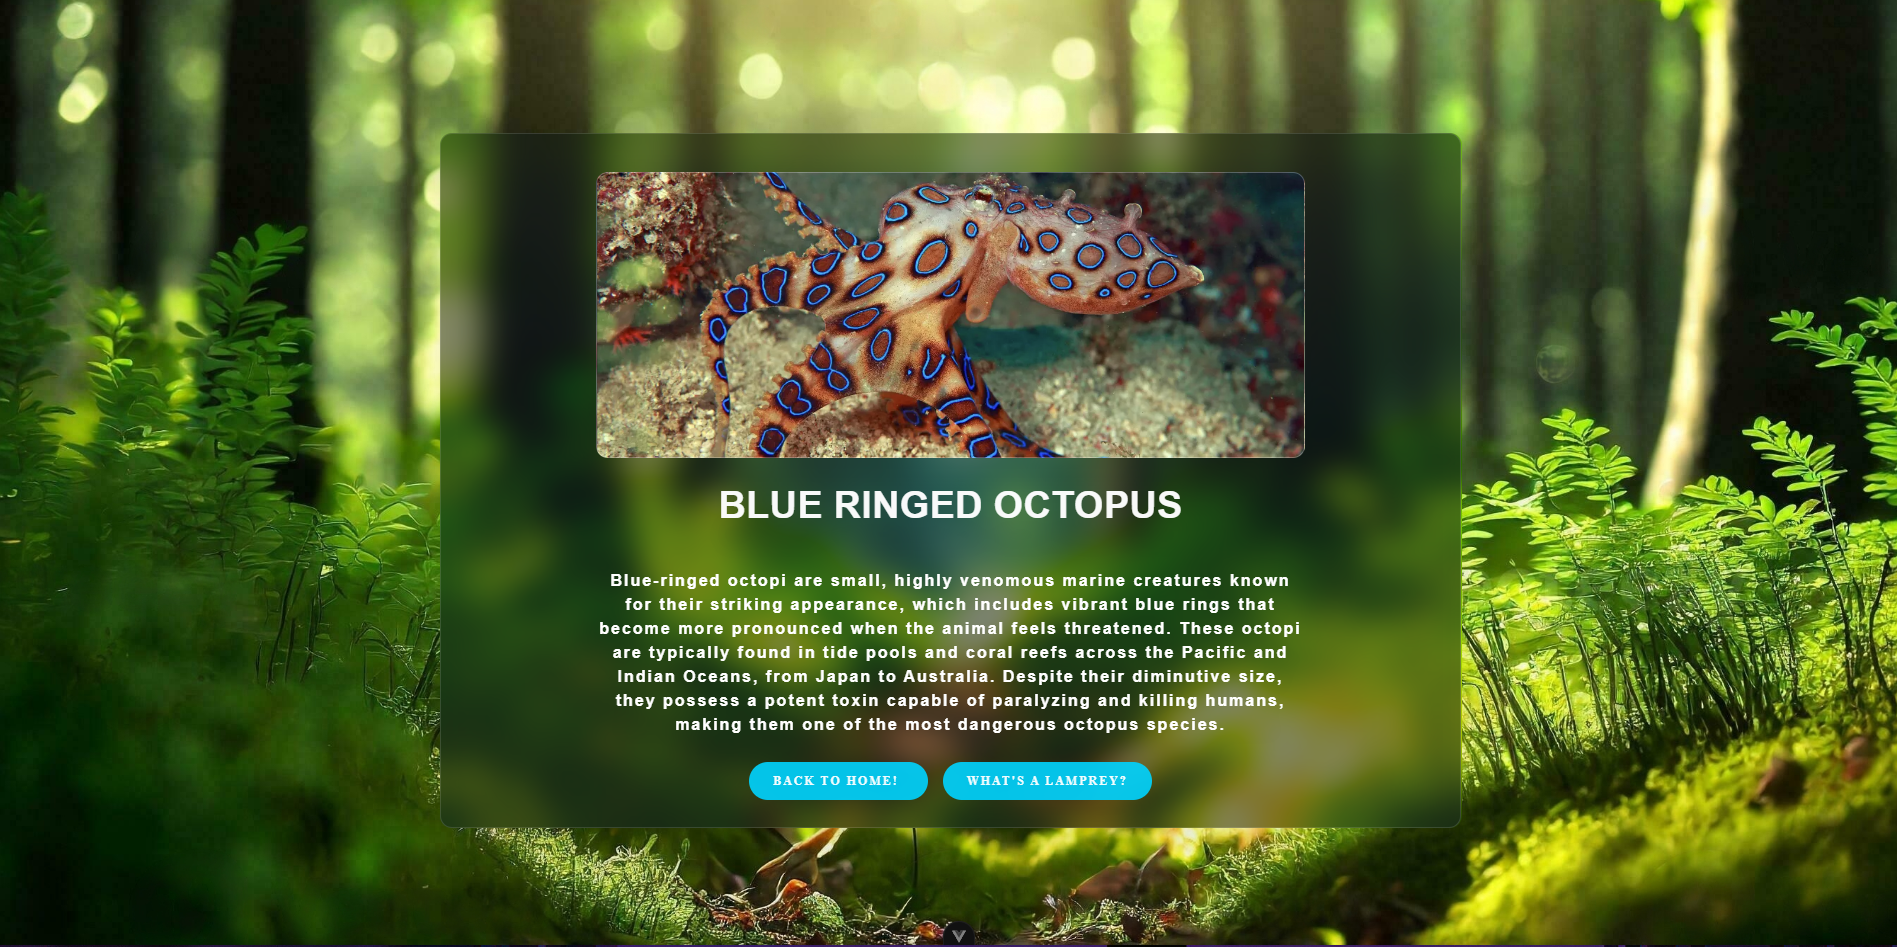 BLUE RINGED OCTOPUS
Blue-ringed octopi are small, highly venomous marine creatures known
for their striking appearance, which includes vibrant blue rings that
become more pronounced when the animal feels threatened. These octopi
are typically found in tide pools and coral reefs across the Pacific and
Indian Oceans, from Japan to Australia. Despite their diminutive size,
they possess a potent toxin capable of paralyzing and killing humans,
making them one of the most dangerous octopus species.
BACK TO HOME!
WHAT'S A LAMPREY?